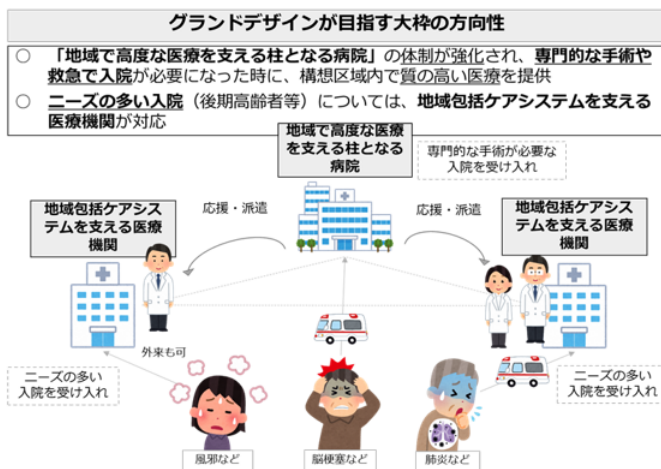 グランドデザインが目指す大枠の方向性
○ 「地域で高度な医療を支える柱となる病院」の体制が強化され、専門的な手術や
救急で入院が必要になった時に、構想区域内で質の高い医療を提供
○ ニーズの多い入院（後期高齢者等）については、地域包括ケアシステムを支える
医療機関が対応
地域で高度な医療
を支える柱となる
病院
専門的な手術が必要な
入院を受け入れ
地域包括ケアシス
テムを支える医療
機関
応援・派遣
応援・派遣
地域包括ケアシス
テムを支える医療
機関
外来も可
ニーズの多い
入院を受け入れ
ニーズの多い
入院を受け入れ
風邪など
脳梗塞など
肺炎など